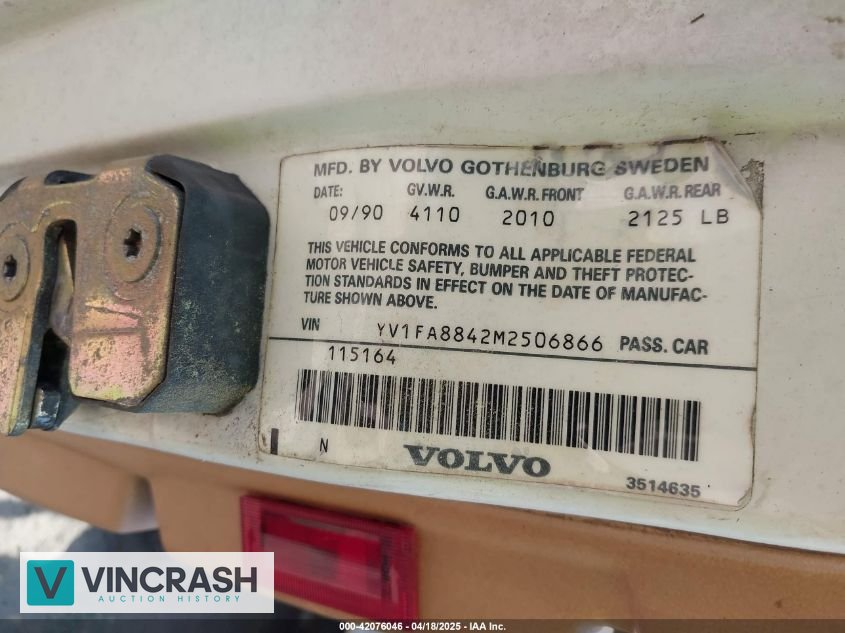 MFD. BY VOLVO GOTHENBURG SWEDEN
DATE: G.V.W.R. G.A.W.R. FRONT G.A.W.R. REAR
09/90 4110 2010 2125 LB
THIS VEHICLE CONFORMS TO ALL APPLICABLE FEDERAL
MOTOR VEHICLE SAFETY, BUMPER AND THEFT PROTEC-
TION STANDARDS IN EFFECT ON THE DATE OF MANUFAC-
TURE SHOWN ABOVE.
VIN YV1FA8842M2506866 PASS. CAR
115164
N VOLVO
3514635
V VINCRASH
AUCTION HISTORY
000-42076046 - 04/18/2025 - IAA Inc.